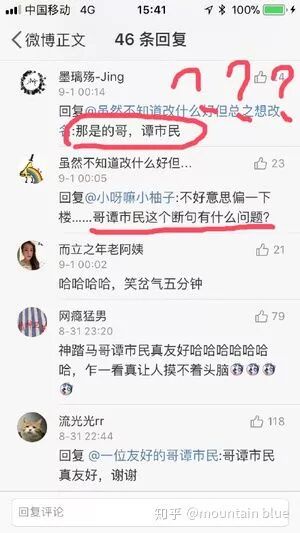 中国移动 4G 15:41
微博正文 46 条回复
墨璃殇-Jing
9-1 00:14
回复@虽然不知道改什么好但总之想改
名:那是的哥，谭市民
虽然不知道改什么好但...
9-1 00:05
回复@小呀嘛小柚子:不好意思偏一下
楼……哥谭市民这个断句有什么问题?
而立之年老阿姨
9-1 00:01
哈哈哈哈，笑岔气五分钟
网瘾猛男 79
8-31 23:20
神踏马哥谭市民真友好哈哈哈哈哈哈
哈，乍一看真让人摸不着头脑
流光光rr 118
8-31 22:44
回复 @一位友好的哥谭市民:哥谭市民
真友好，谢谢
回复评论
知乎 @mountain blue